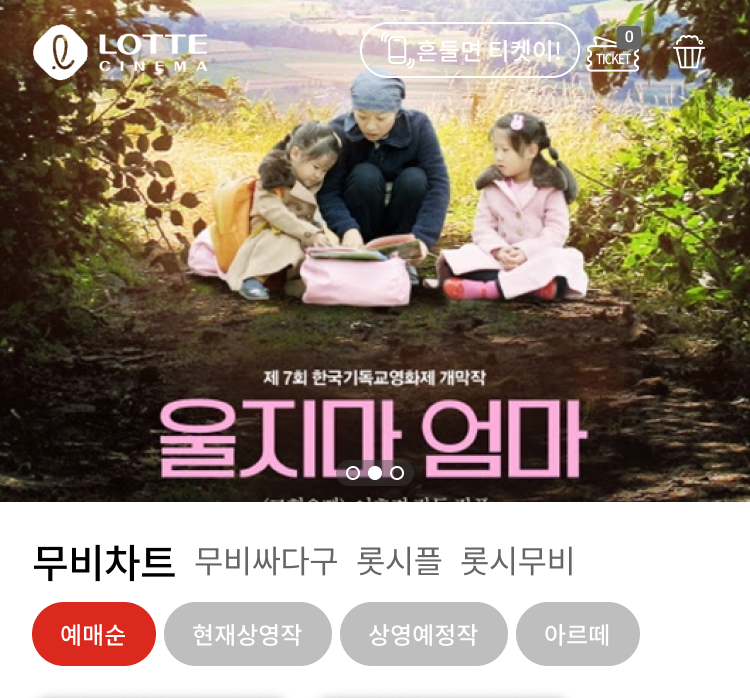 LOTTE
CINEMA
흔들면 티켓이!
TICKET
0
제 7회 한국기독교영화제 개막작
울지마 엄마
무비차트 무비싸다구 롯시플 롯시무비
예매순 현재상영작 상영예정작 아르떼